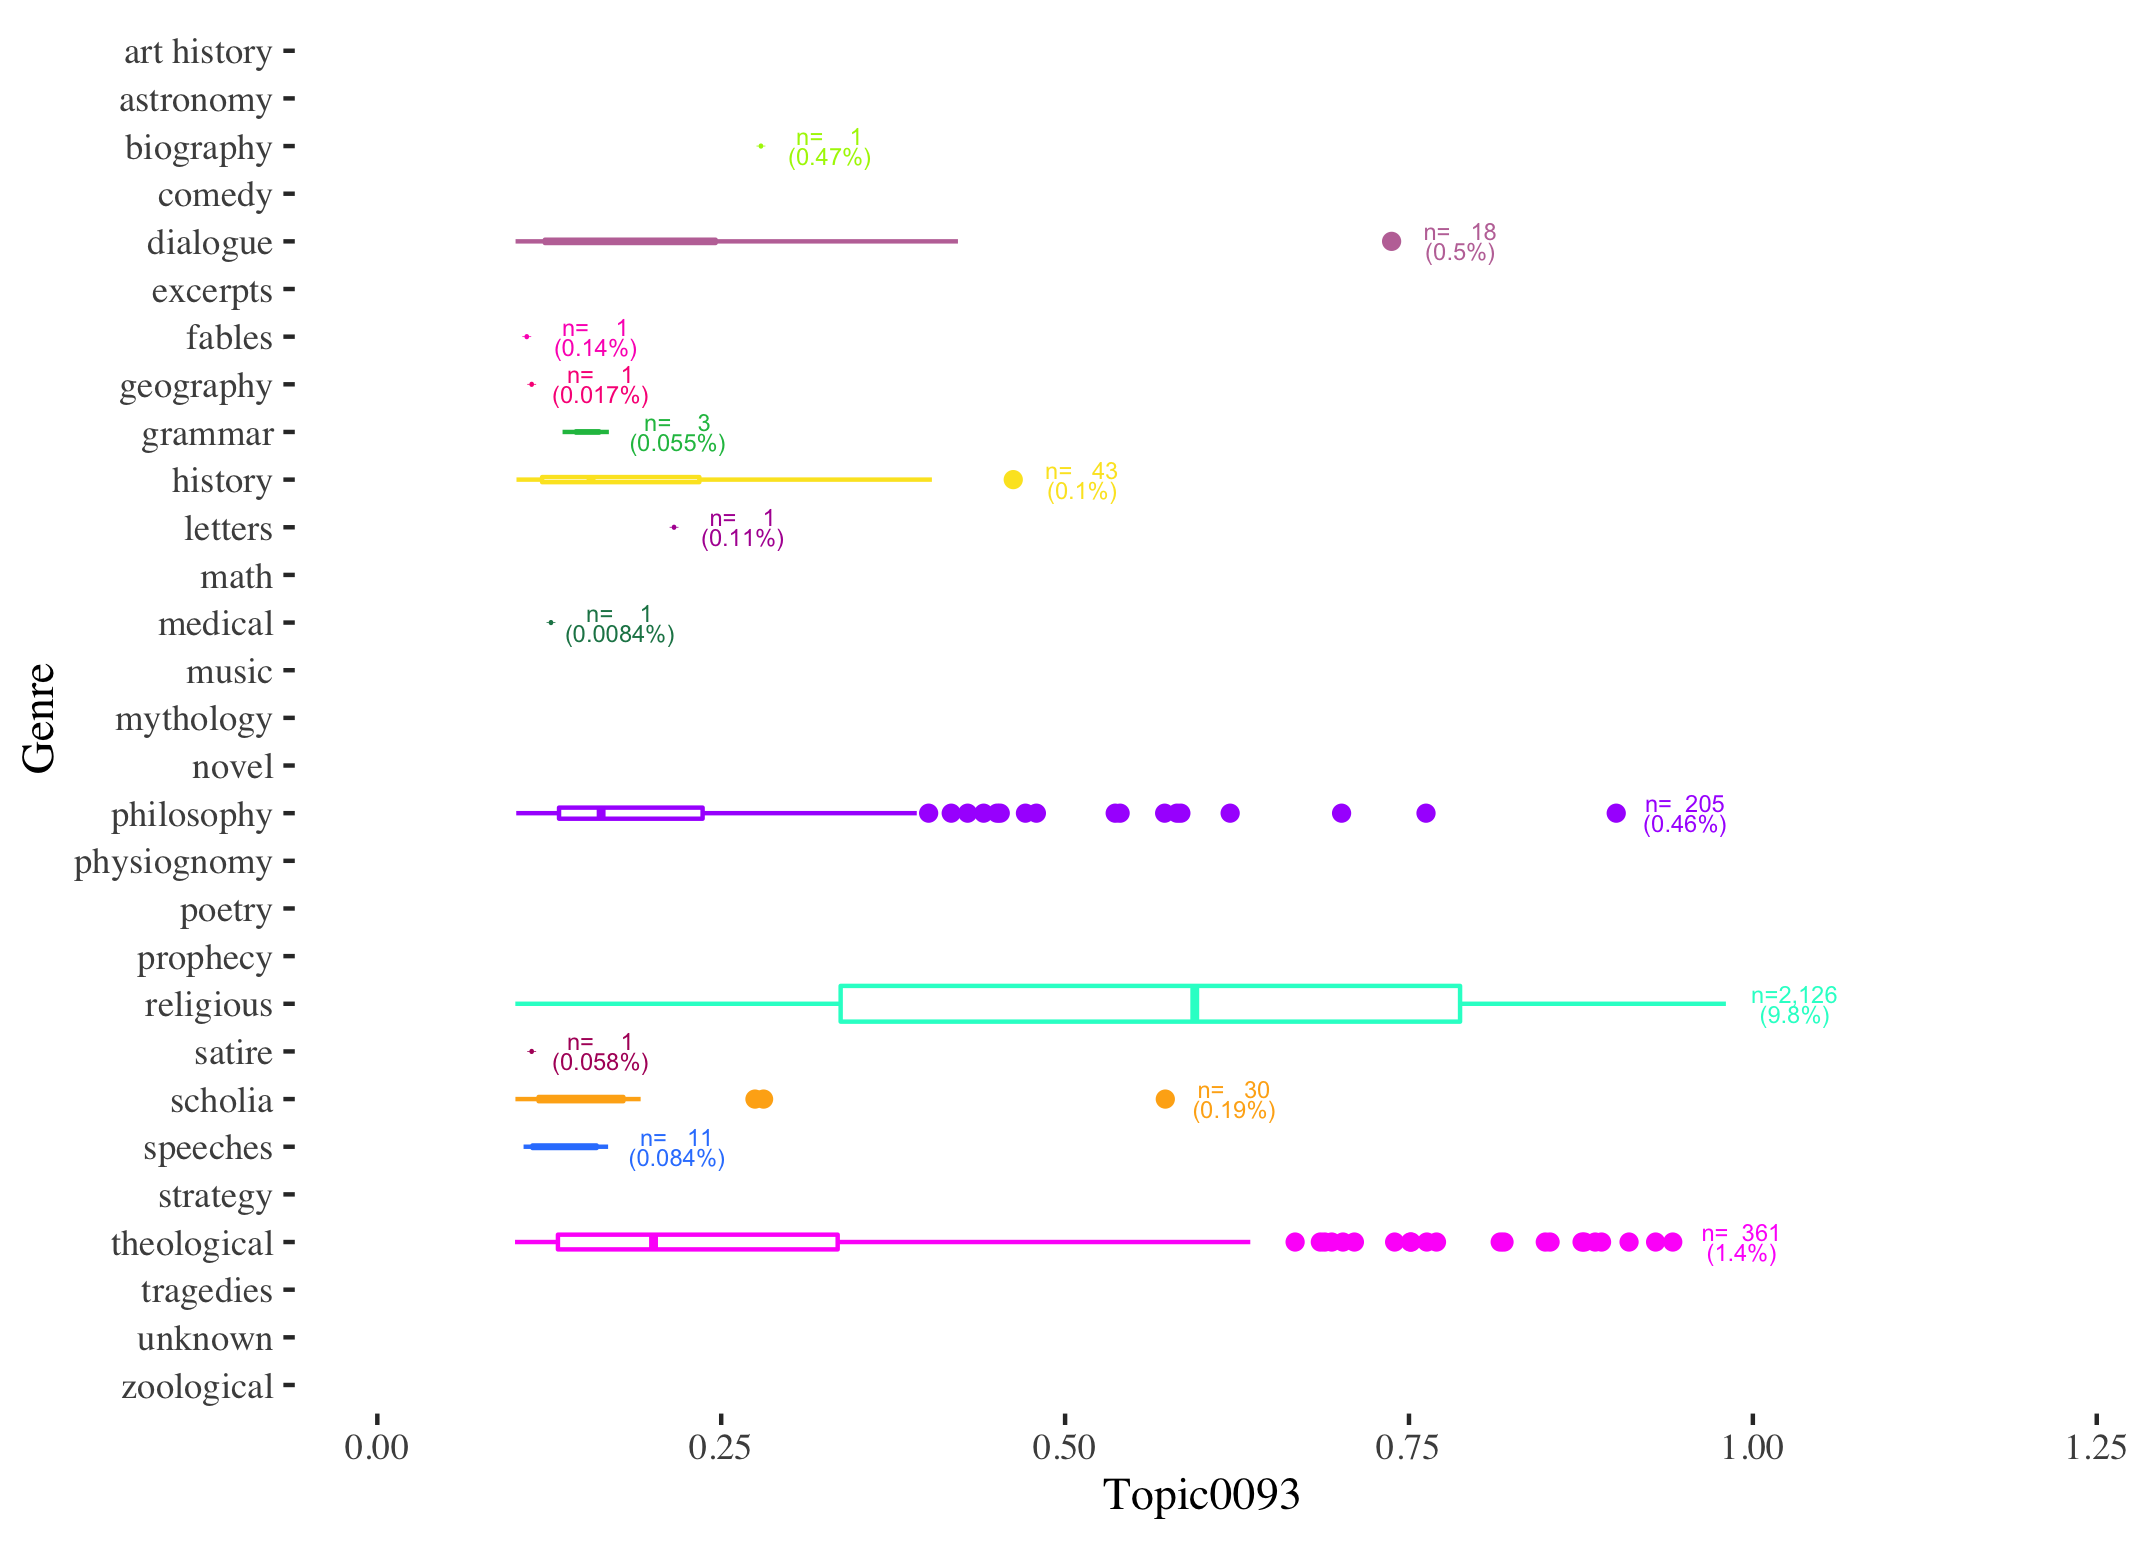 art history
astronomy
biography
n= 1
(0.47%)
comedy
dialogue
n= 18
(0.5%)
excerpts
fables
n= 1
(0.14%)
geography
n= 1
(0.017%)
grammar
n= 3
(0.055%)
history
n= 43
(0.1%)
letters
n= 1
(0.11%)
math
medical
n= 1
(0.0084%)
music
mythology
novel
philosophy
n= 205
(0.46%)
physiognomy
poetry
prophecy
religious
n=2,126
(9.8%)
satire
n= 1
(0.058%)
scholia
n= 30
(0.19%)
speeches
n= 11
(0.084%)
strategy
theological
n= 361
(1.4%)
tragedies
unknown
zoological
Genre
0.00 0.25 0.50 0.75 1.00 1.25
Topic0093